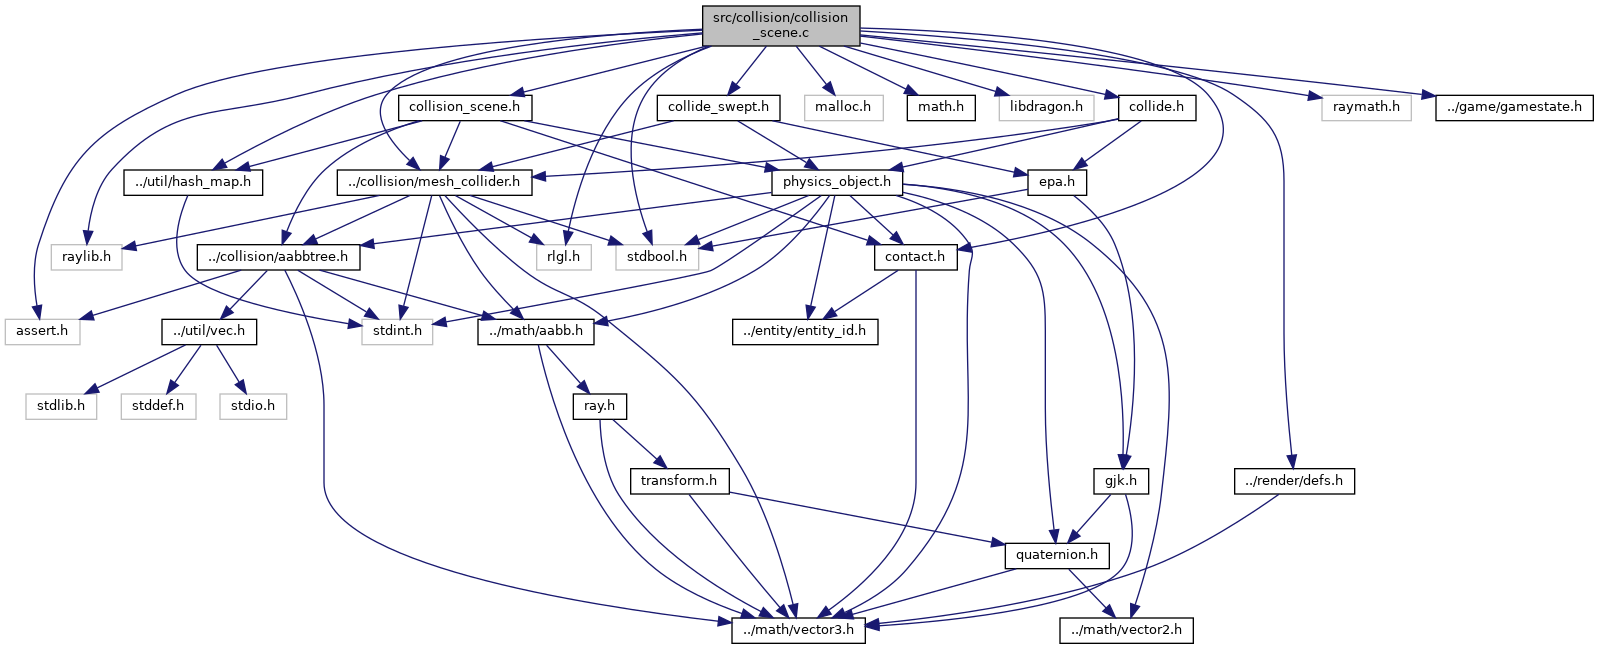 src/collision/collision
_scene.c
collision_scene.h
collide_swept.h
malloc.h
math.h
libdragon.h
collide.h
raymath.h
../game/gamestate.h
../util/hash_map.h
../collision/mesh_collider.h
physics_object.h
epa.h
raylib.h
../collision/aabbtree.h
rlgl.h
stdbool.h
contact.h
assert.h
../util/vec.h
stdint.h
../math/aabb.h
../entity/entity_id.h
stdlib.h
stddef.h
stdio.h
ray.h
transform.h
gjk.h
../render/defs.h
quaternion.h
../math/vector3.h
../math/vector2.h